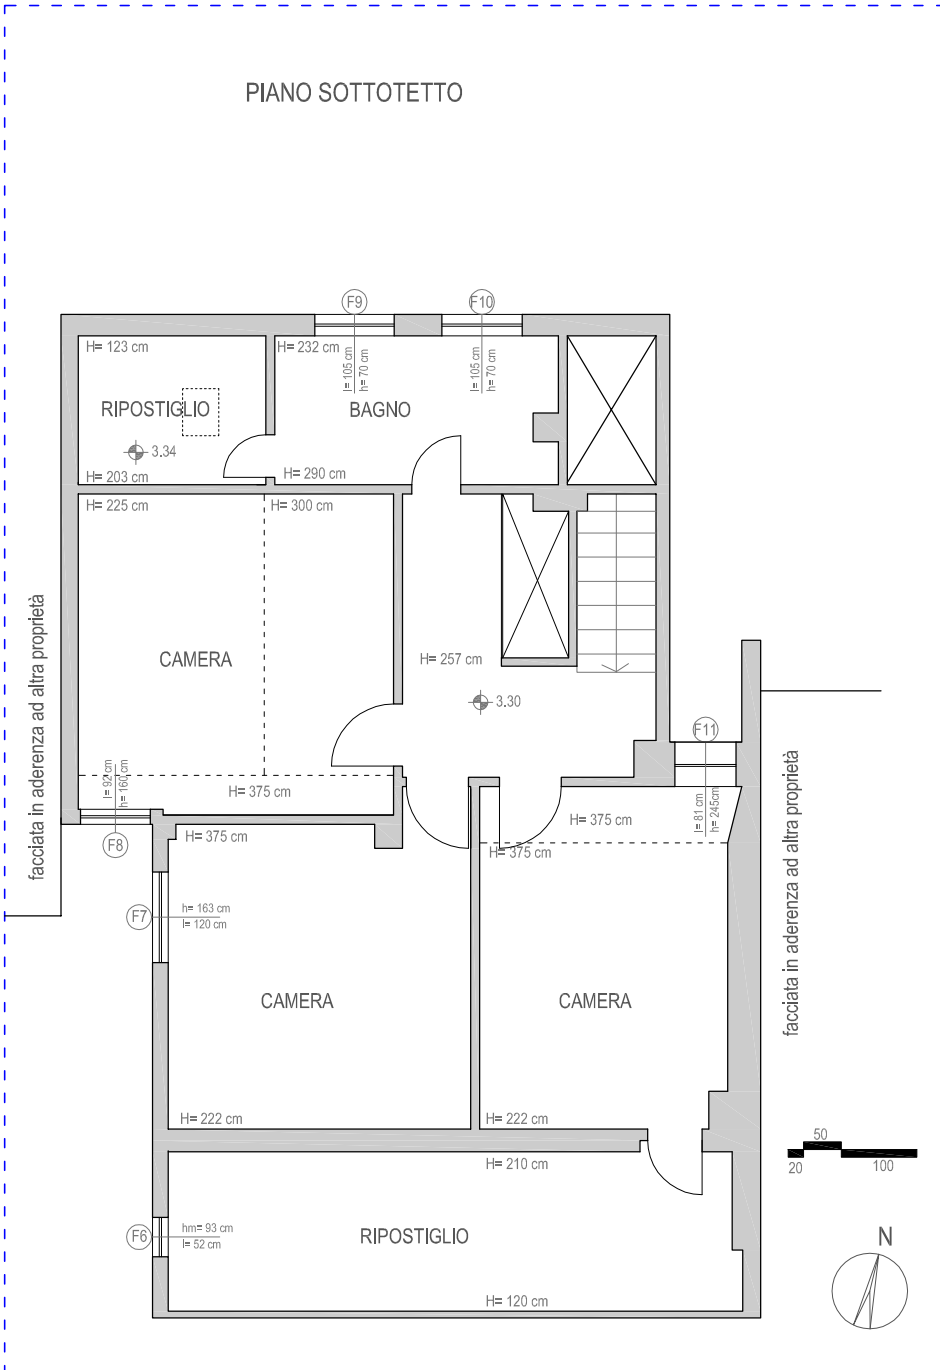 PIANO SOTTOTETTO
F9
F10
H= 123 cm
H= 232 cm
l= 105 cm
h= 70 cm
l= 105 cm
h= 70 cm
RIPOSTIGLIO
BAGNO
3.34
H= 203 cm
H= 290 cm
H= 225 cm
H= 300 cm
facciata in aderenza ad altra proprietà
CAMERA
H= 257 cm
3.30
F11
l= 92 cm
h= 160 cm
H= 375 cm
l= 81 cm
h= 245cm
H= 375 cm
facciata in aderenza ad altra proprietà
F8
H= 375 cm
H= 375 cm
F7
h= 163 cm
l= 120 cm
CAMERA
CAMERA
H= 222 cm
H= 222 cm
50
20
100
H= 210 cm
F6
hm= 93 cm
l= 52 cm
RIPOSTIGLIO
N
H= 120 cm